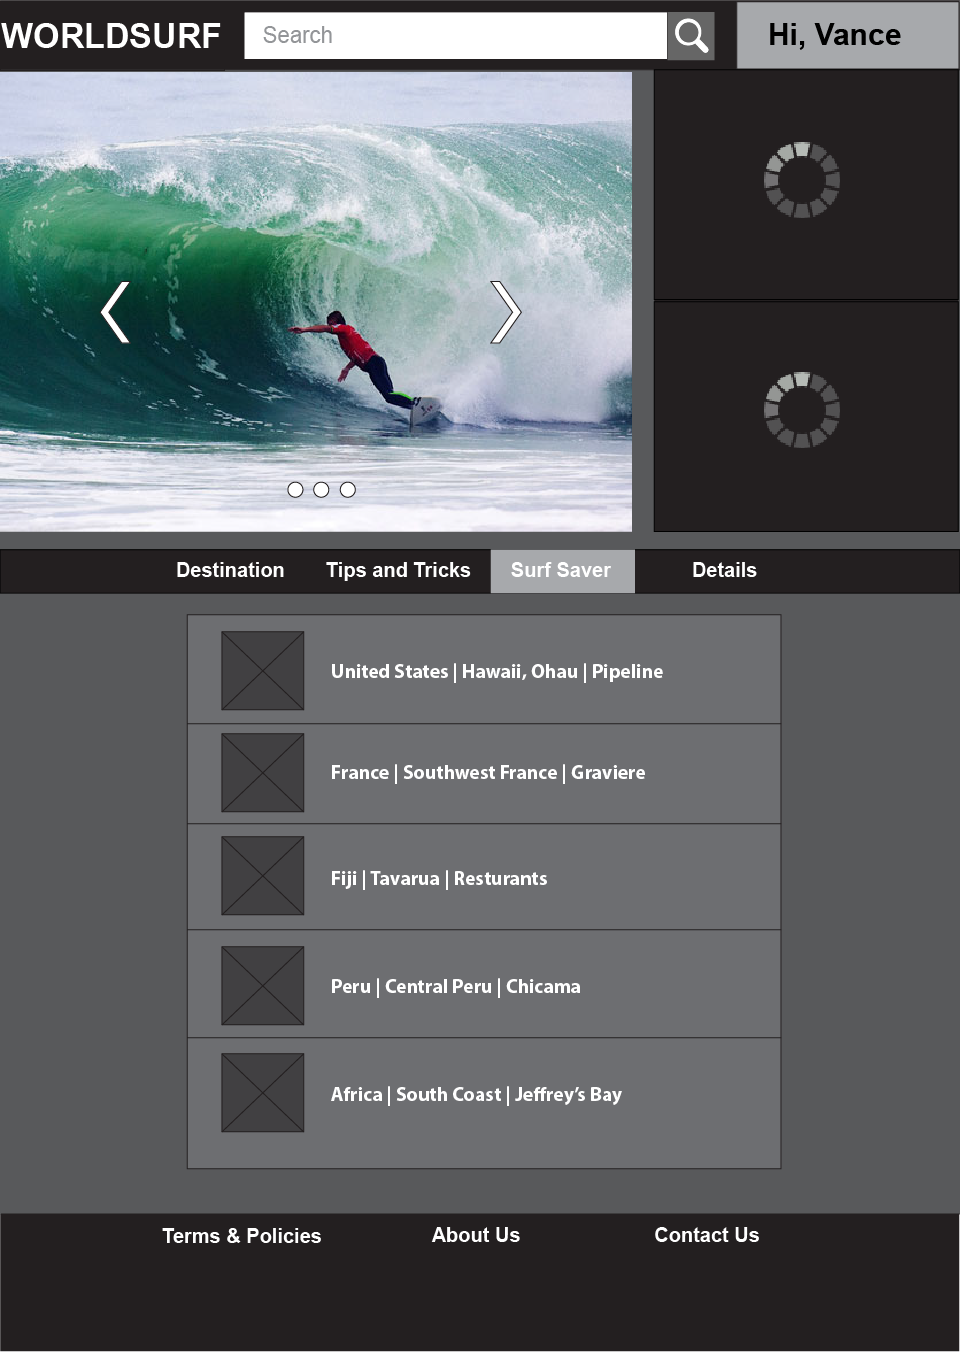 WORLDSURF
Search
Hi, Vance
Destination
Tips and Tricks
Surf Saver
Details
United States | Hawaii, Ohau | Pipeline
France | Southwest France | Graviere
Fiji | Tavarua | Resturants
Peru | Central Peru | Chicama
Africa | South Coast | Jeffrey’s Bay
Terms & Policies
About Us
Contact Us